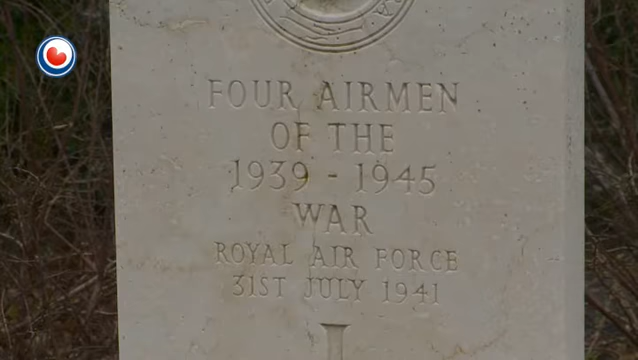 FOUR AIRMEN
OF THE
1939 - 1945
WAR
ROYAL AIR FORCE
31ST JULY 1941